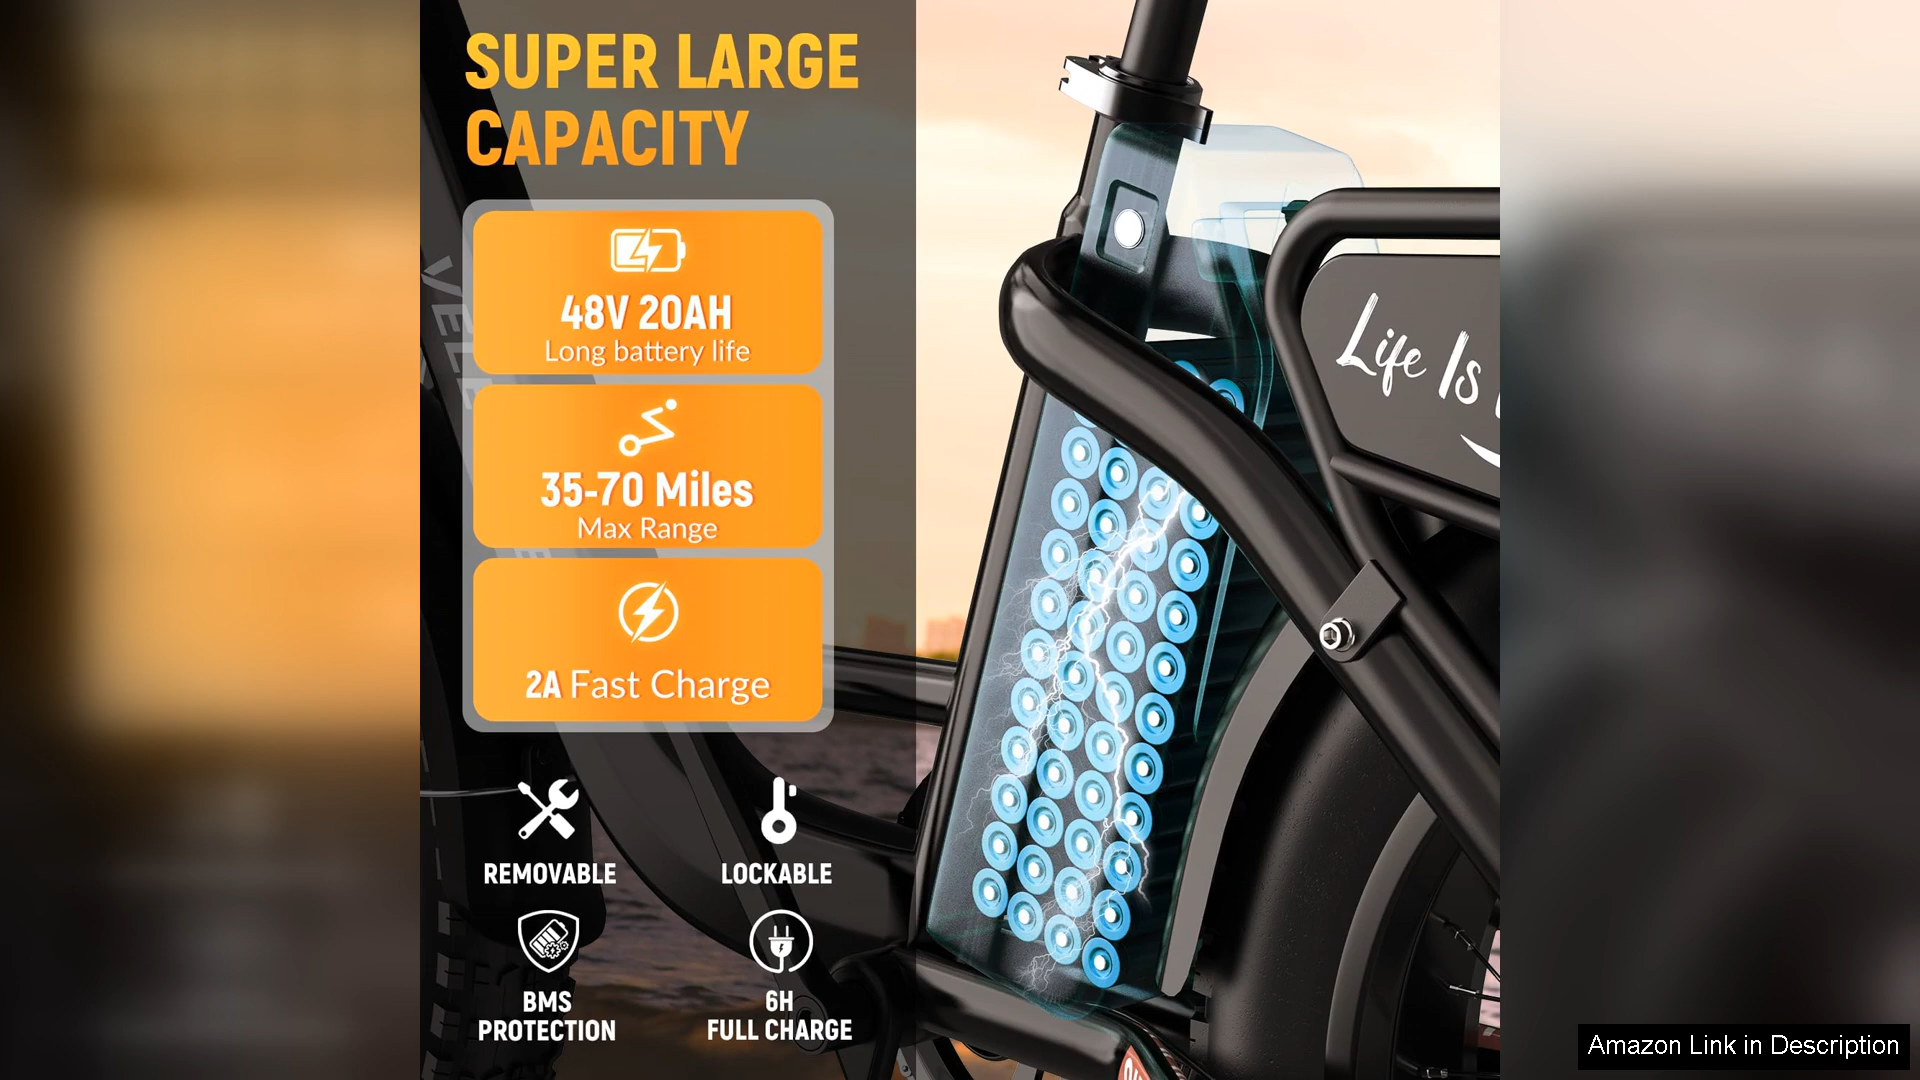 SUPER LARGE
CAPACITY
48V 20AH
Long battery life
35-70 Miles
Max Range
2A Fast Charge
REMOVABLE
LOCKABLE
BMS
PROTECTION
6H
FULL CHARGE
Life Is
Amazon Link in Description